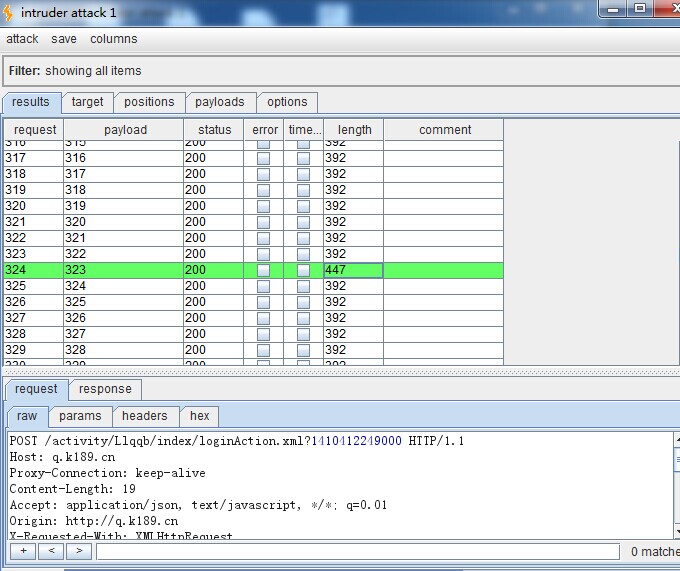 intruder attack 1
attack save columns
Filter: showing all items
results target positions payloads options
request payload status error time... length comment
316 315 200 392
317 316 200 392
318 317 200 392
319 318 200 392
320 319 200 392
321 320 200 392
322 321 200 392
323 322 200 392
324 323 200 447
325 324 200 392
326 325 200 392
327 326 200 392
328 327 200 392
329 328 200 392
request response
raw params headers hex
POST /activity/Llqqb/index/loginAction.xml?1410412249000 HTTP/1.1
Host: q.k189.cn
Proxy-Connection: keep-alive
Content-Length: 19
Accept: application/json, text/javascript, */*; q=0.01
Origin: http://q.k189.cn
X-Requested-With: XMLHttpRequest
+ < > 0 matche